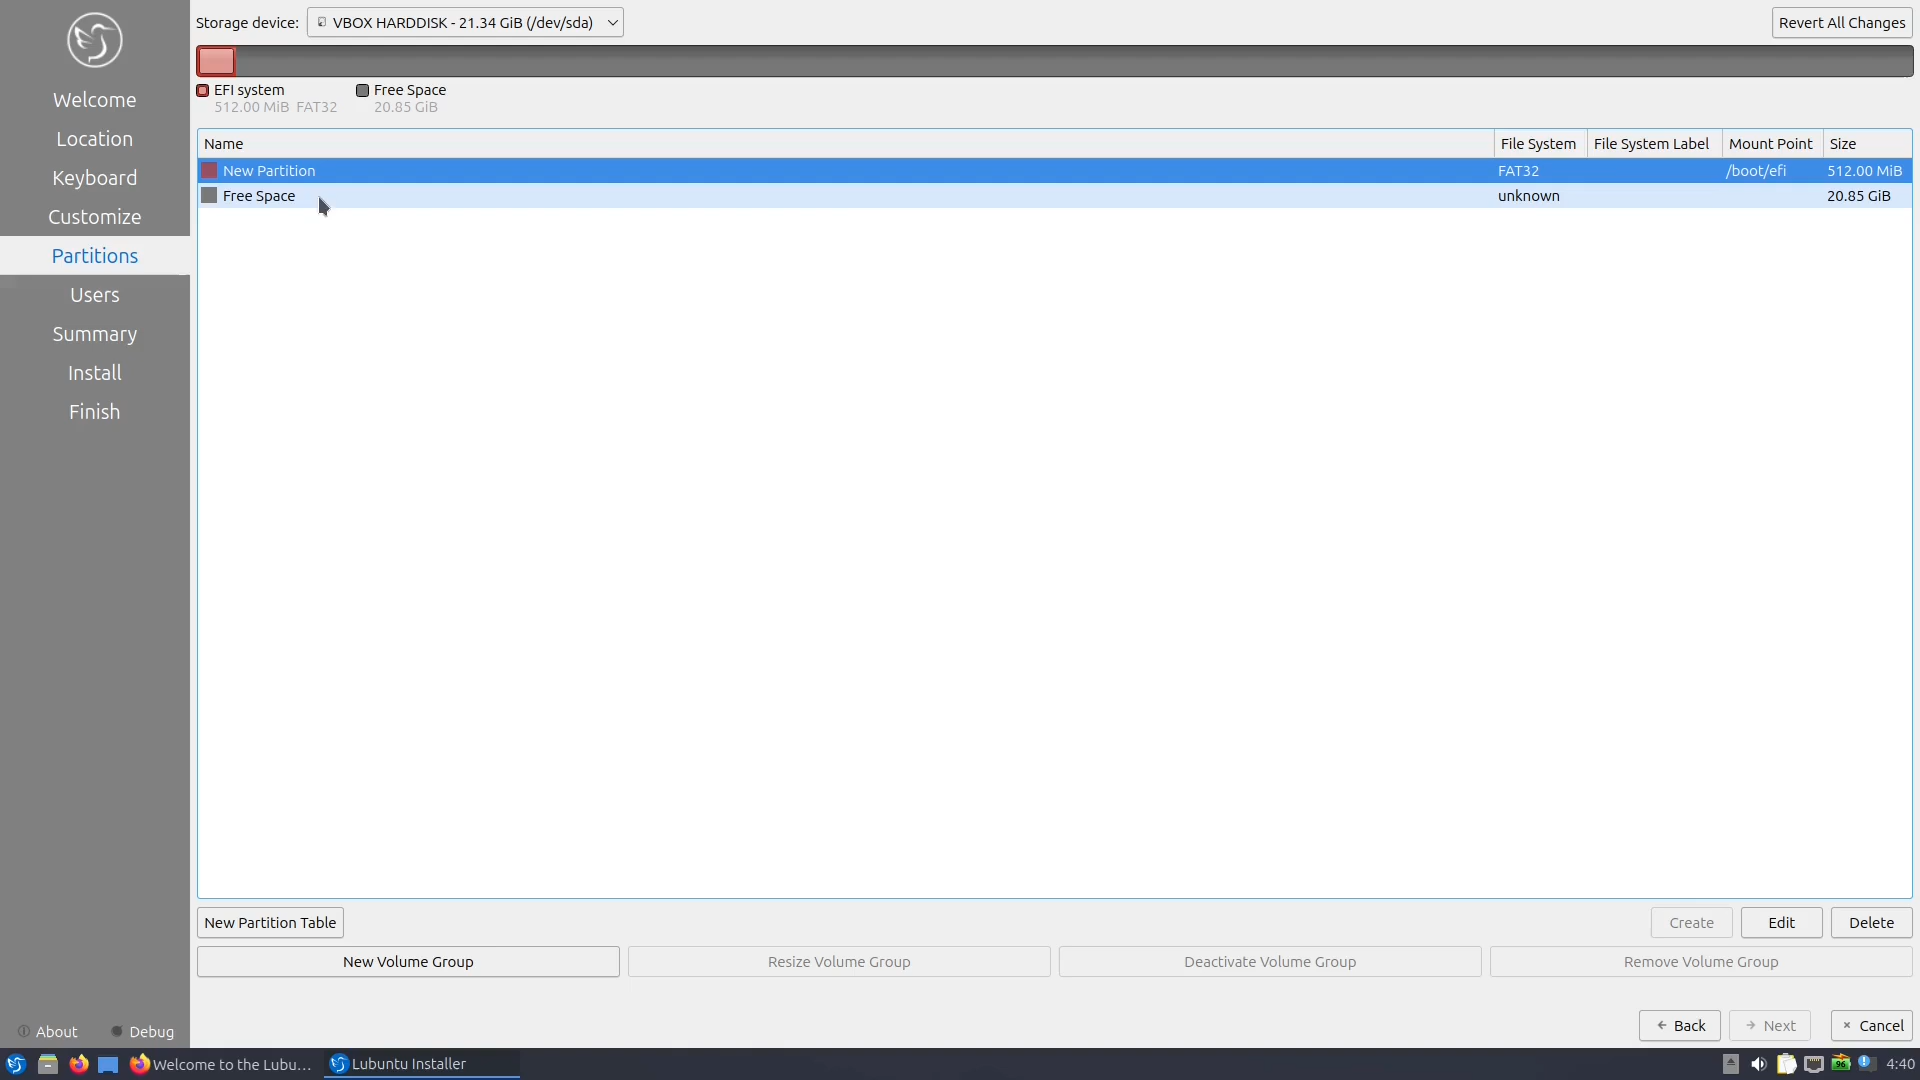 Storage device: VBOX HARDDISK - 21.34 GiB (/dev/sda) Revert All Changes
EFI system Free Space
512.00 MiB FAT32 20.85 GiB
Name File System File System Label Mount Point Size
New Partition FAT32 /boot/efi 512.00 MiB
Free Space unknown 20.85 GiB
Welcome
Location
Keyboard
Customize
Partitions
Users
Summary
Install
Finish
New Partition Table Create Edit Delete
New Volume Group Resize Volume Group Deactivate Volume Group Remove Volume Group
About Debug
Back Next Cancel
Welcome to the Lubu... Lubuntu Installer 96 4:40